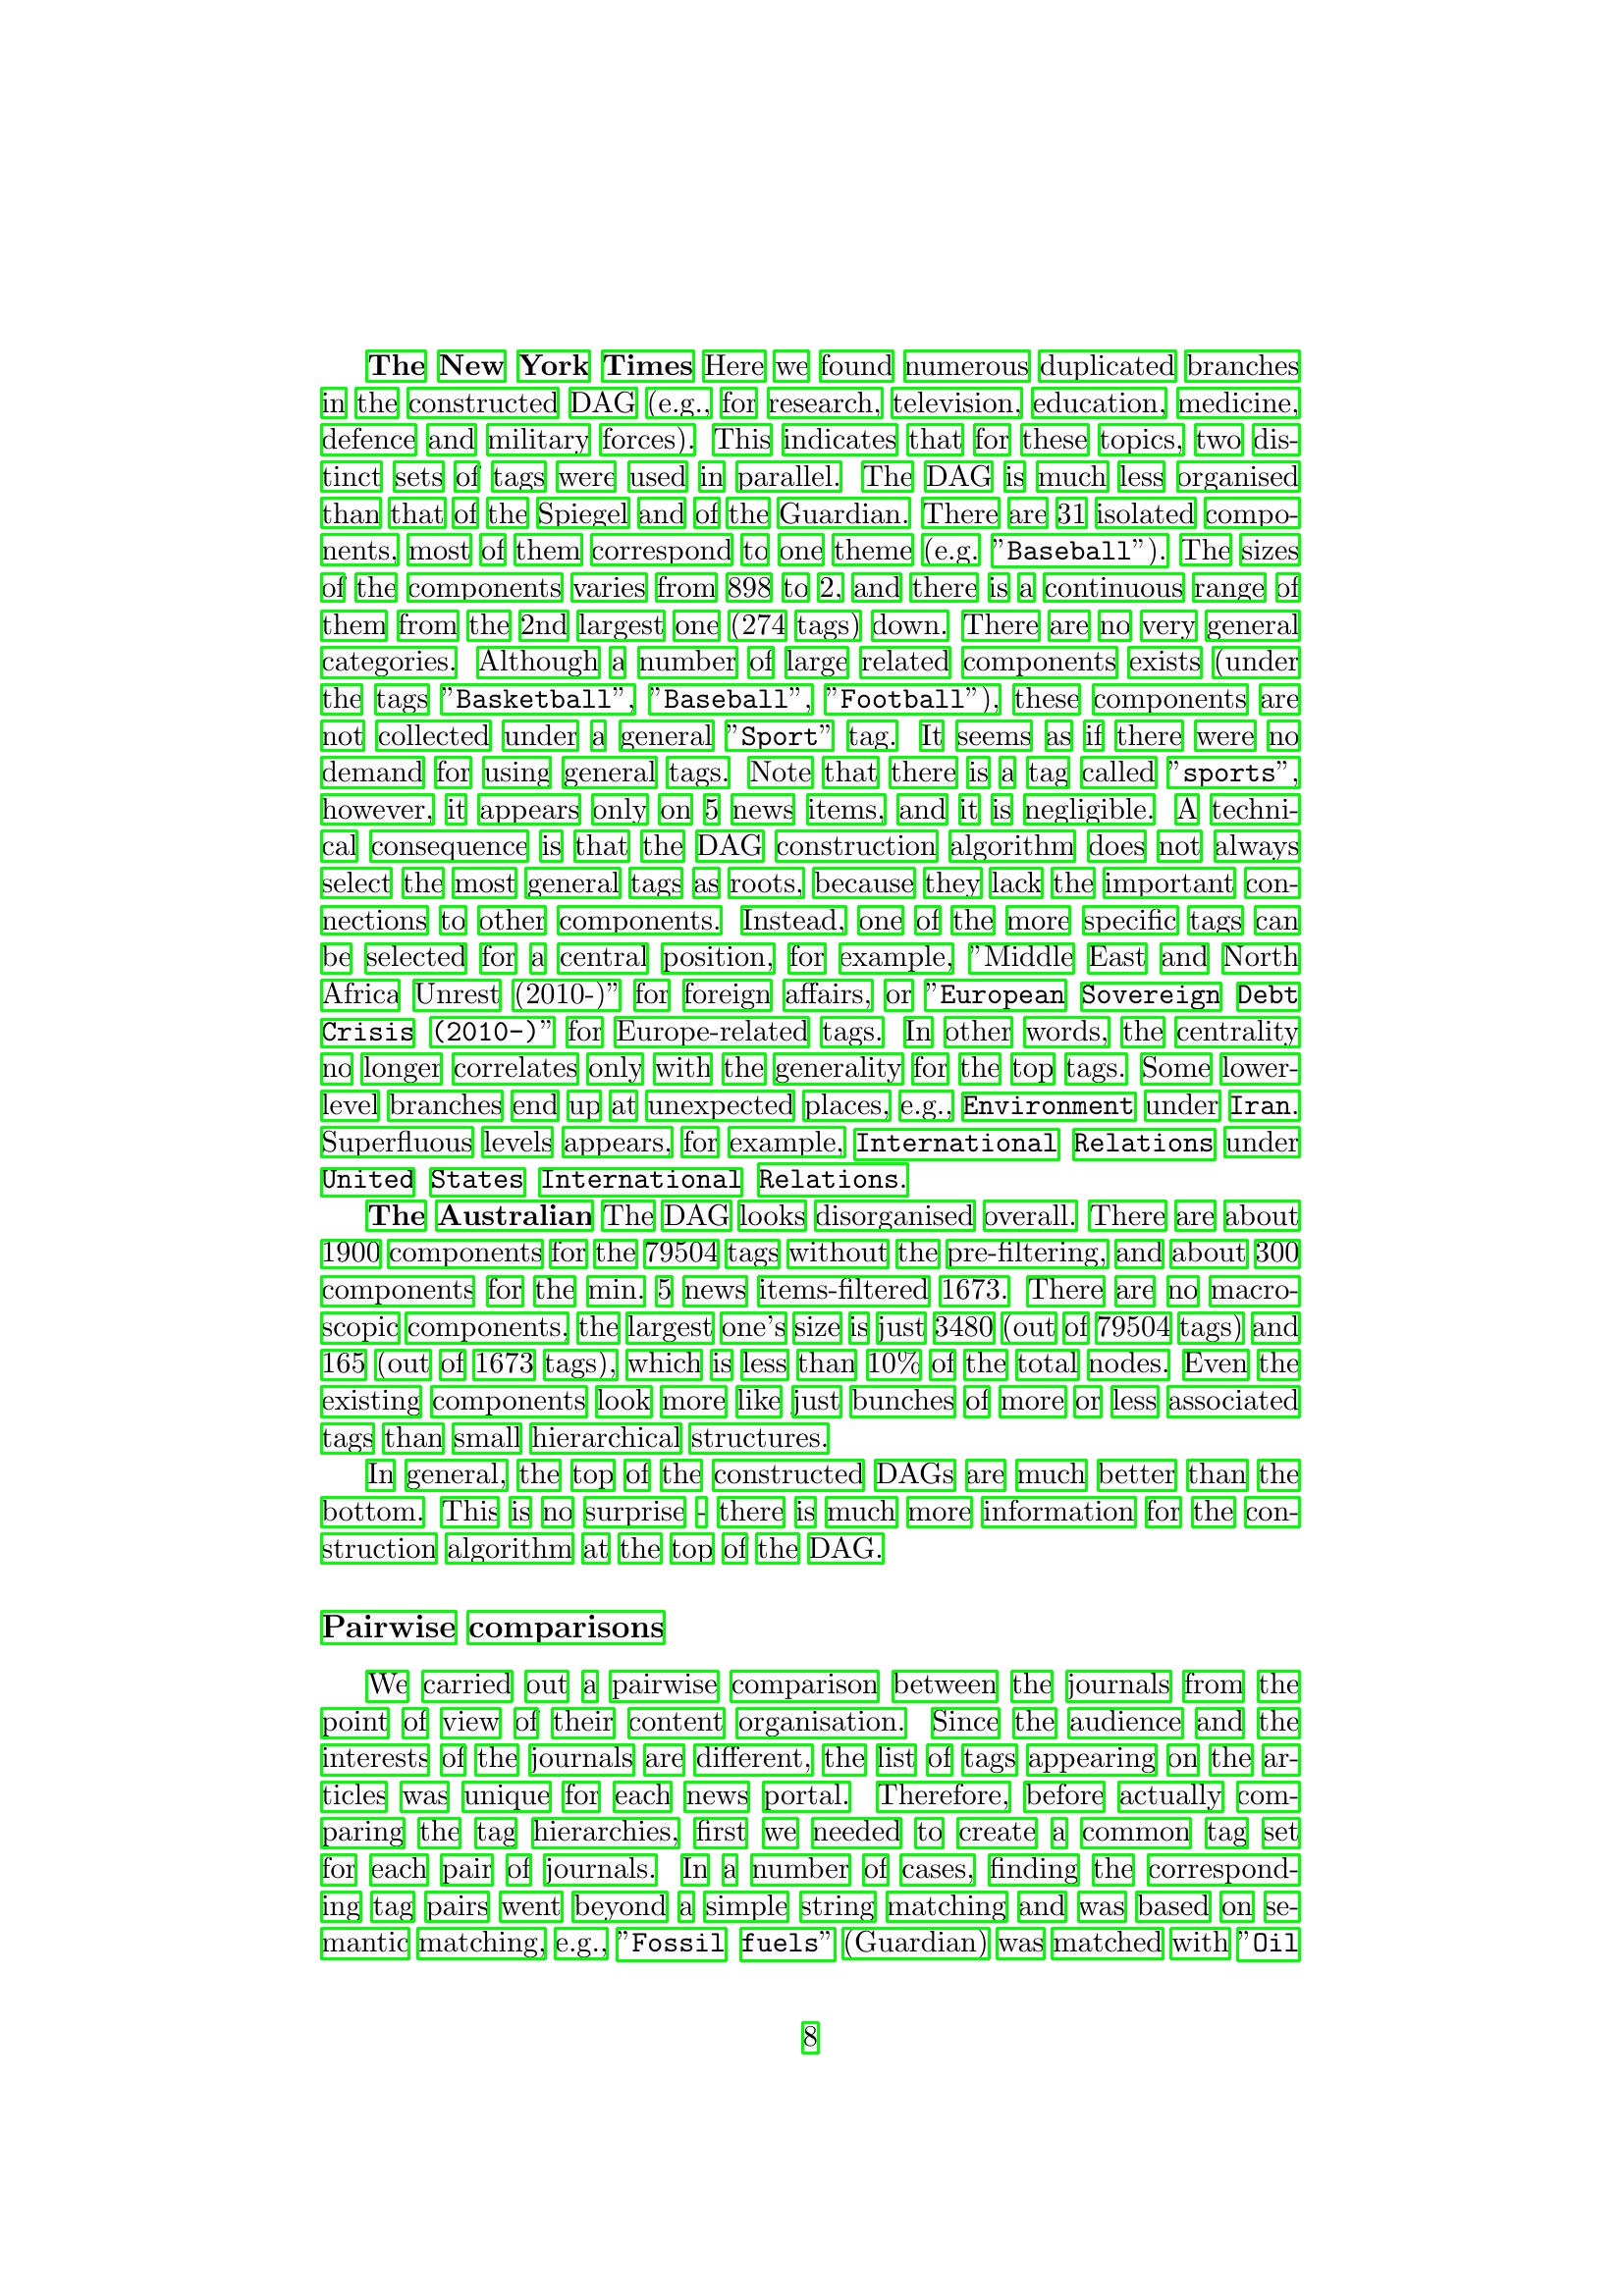 The New York Times Here we found numerous duplicated branches
in the constructed DAG (e.g., for research, television, education, medicine,
defence and military forces). This indicates that for these topics, two dis-
tinct sets of tags were used in parallel. The DAG is much less organised
than that of the Spiegel and of the Guardian. There are 31 isolated compo-
nents, most of them correspond to one theme (e.g. ”Baseball”). The sizes
of the components varies from 898 to 2, and there is a continuous range of
them from the 2nd largest one (274 tags) down. There are no very general
categories. Although a number of large related components exists (under
the tags ”Basketball”, ”Baseball”, ”Football”), these components are
not collected under a general ”Sport” tag. It seems as if there were no
demand for using general tags. Note that there is a tag called ”sports”,
however, it appears only on 5 news items, and it is negligible. A techni-
cal consequence is that the DAG construction algorithm does not always
select the most general tags as roots, because they lack the important con-
nections to other components. Instead, one of the more specific tags can
be selected for a central position, for example, ”Middle East and North
Africa Unrest (2010-)” for foreign affairs, or ”European Sovereign Debt
Crisis (2010-)” for Europe-related tags. In other words, the centrality
no longer correlates only with the generality for the top tags. Some lower-
level branches end up at unexpected places, e.g., Environment under Iran.
Superfluous levels appears, for example, International Relations under
United States International Relations.
The Australian The DAG looks disorganised overall. There are about
1900 components for the 79504 tags without the pre-filtering, and about 300
components for the min. 5 news items-filtered 1673. There are no macro-
scopic components, the largest one’s size is just 3480 (out of 79504 tags) and
165 (out of 1673 tags), which is less than 10% of the total nodes. Even the
existing components look more like just bunches of more or less associated
tags than small hierarchical structures.
In general, the top of the constructed DAGs are much better than the
bottom. This is no surprise - there is much more information for the con-
struction algorithm at the top of the DAG.
Pairwise comparisons
We carried out a pairwise comparison between the journals from the
point of view of their content organisation. Since the audience and the
interests of the journals are different, the list of tags appearing on the ar-
ticles was unique for each news portal. Therefore, before actually com-
paring the tag hierarchies, first we needed to create a common tag set
for each pair of journals. In a number of cases, finding the correspond-
ing tag pairs went beyond a simple string matching and was based on se-
mantic matching, e.g., ”Fossil fuels” (Guardian) was matched with ”Oil
8